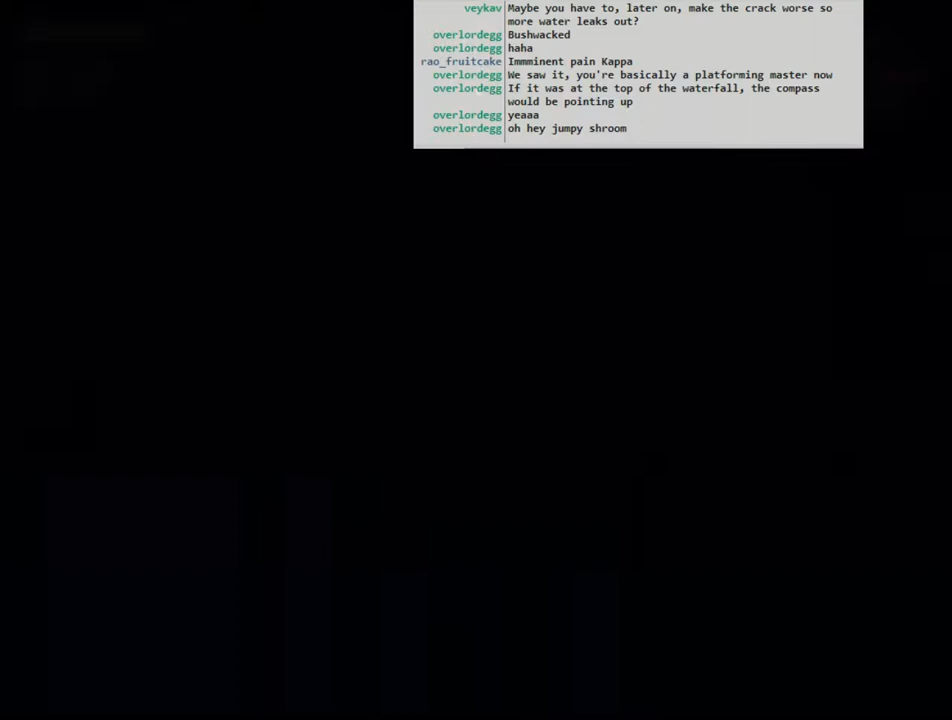 veykav Maybe you have to, later on, make the crack worse so
more water leaks out?
overlordegg Bushwacked
overlordegg haha
rao_fruitcake Immminent pain Kappa
overlordegg We saw it, you're basically a platforming master now
overlordegg If it was at the top of the waterfall, the compass
would be pointing up
overlordegg yeaaa
overlordegg oh hey jumpy shroom